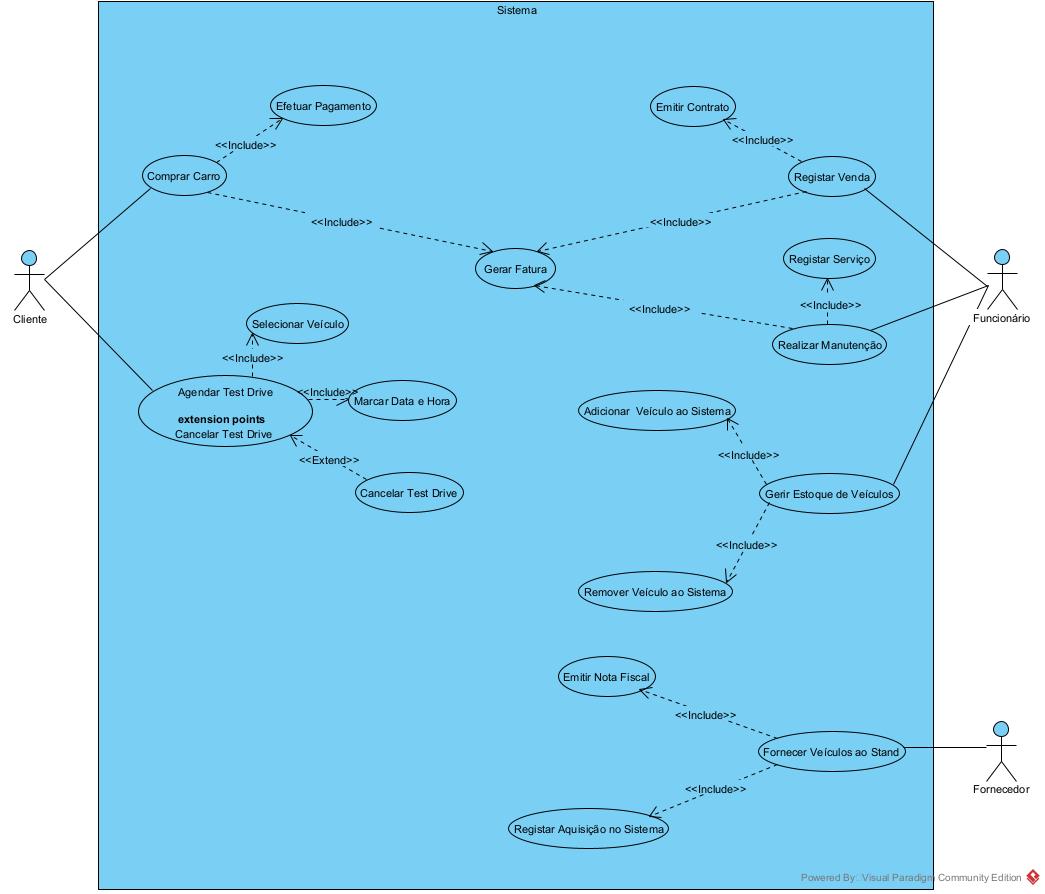 Sistema
Efetuar Pagamento
Emitir Contrato
<<Include>>
<<Include>>
Comprar Carro
Registar Venda
<<Include>>
<<Include>>
Registar Serviço
Gerar Fatura
<<Include>>
<<Include>>
Cliente
Funcionário
Selecionar Veículo
Realizar Manutenção
<<Include>>
Agendar Test Drive
<<Include>>
Marcar Data e Hora
extension points
Cancelar Test Drive
Adicionar Veículo ao Sistema
<<Extend>>
<<Include>>
Cancelar Test Drive
Gerir Estoque de Veículos
<<Include>>
Remover Veículo ao Sistema
Emitir Nota Fiscal
<<Include>>
Fornecer Veículos ao Stand
<<Include>>
Fornecedor
Registar Aquisição no Sistema
Powered By: Visual Paradigm Community Edition